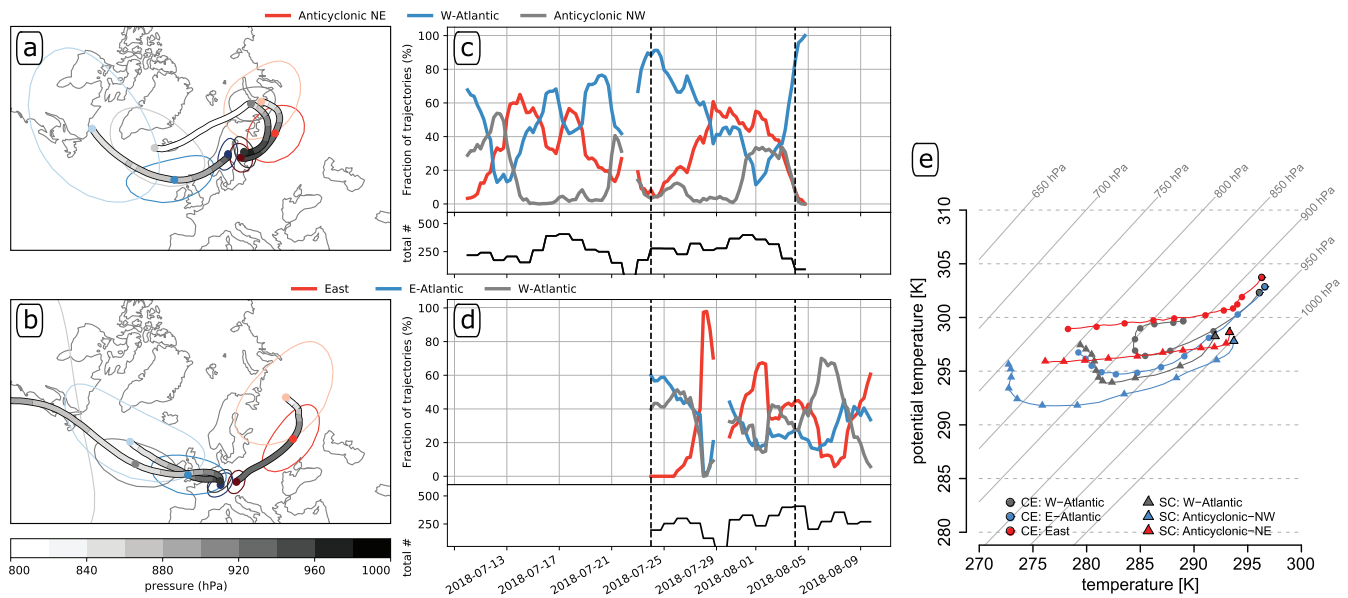 Anticyclonic NE W-Atlantic Anticyclonic NW
a
c
Fraction of trajectories (%)
100
80
60
40
20
0
total #
500
250
b
East E-Atlantic W-Atlantic
d
Fraction of trajectories (%)
100
80
60
40
20
0
total #
500
250
2018-07-13
2018-07-17
2018-07-21
2018-07-25
2018-07-29
2018-08-01
2018-08-05
2018-08-09
800 840 880 920 960 1000
pressure (hPa)
e
650 hPa
700 hPa
750 hPa
800 hPa
850 hPa
900 hPa
950 hPa
1000 hPa
potential temperature [K]
310
305
300
295
290
285
280
CE: W−Atlantic
CE: E−Atlantic
CE: East
SC: W−Atlantic
SC: Anticyclonic−NW
SC: Anticyclonic−NE
270 275 280 285 290 295 300
temperature [K]